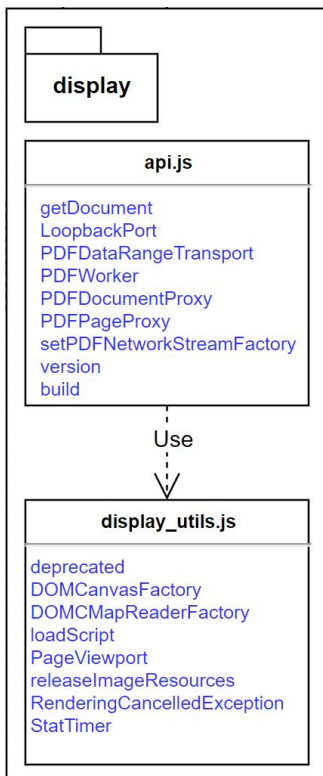 display
api.js
getDocument
LoopbackPort
PDFDataRangeTransport
PDFWorker
PDFDocumentProxy
PDFPageProxy
setPDFNetworkStreamFactory
version
build
Use
display_utils.js
deprecated
DOMCanvasFactory
DOMCMapReaderFactory
loadScript
PageViewport
releaseImageResources
RenderingCancelledException
StatTimer